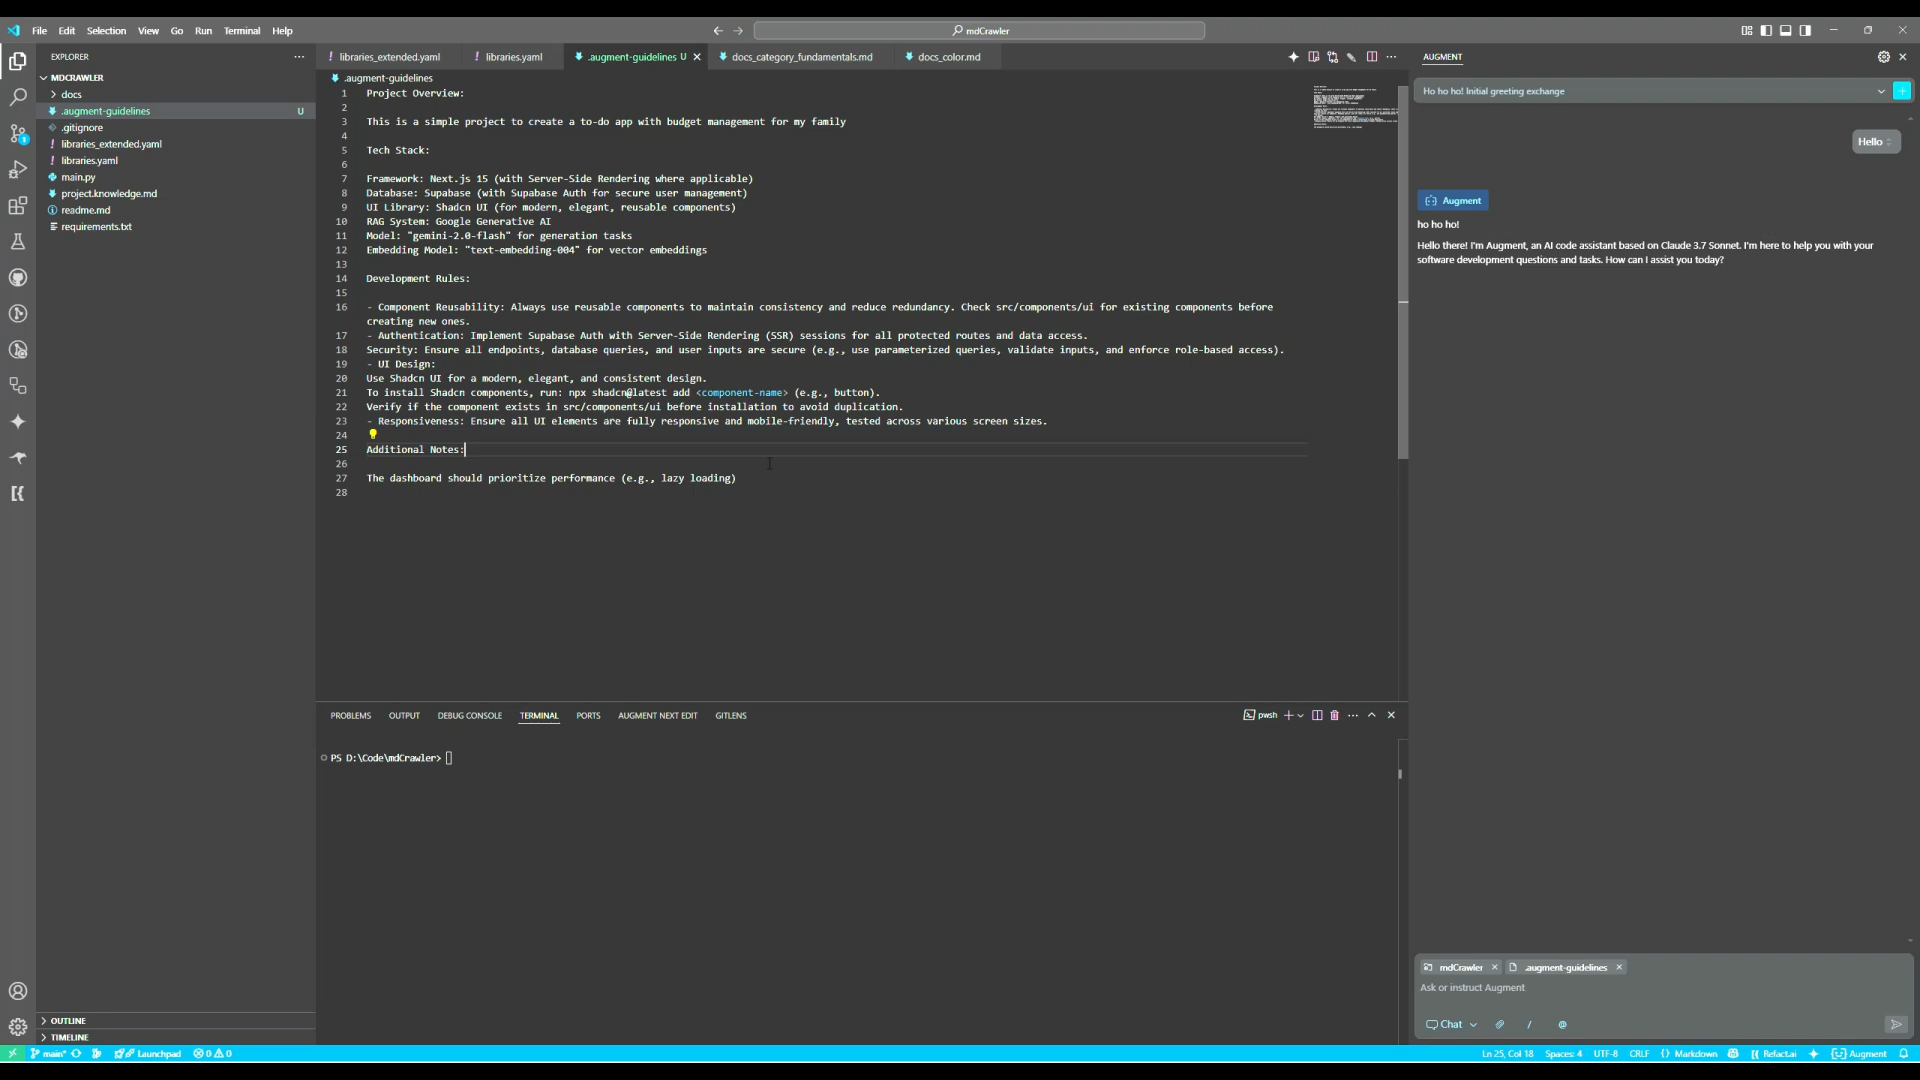 File Edit Selection View Go Run Terminal Help
mdCrawler
EXPLORER
MDCRAWLER
docs
.augment-guidelines U
.gitignore
libraries_extended.yaml
libraries.yaml
main.py
project.knowledge.md
readme.md
requirements.txt
OUTLINE
TIMELINE
libraries_extended.yaml libraries.yaml .augment-guidelines U docs_category_fundamentals.md docs_color.md
.augment-guidelines
1 Project Overview:
2
3 This is a simple project to create a to-do app with budget management for my family
4
5 Tech Stack:
6
7 Framework: Next.js 15 (with Server-Side Rendering where applicable)
8 Database: Supabase (with Supabase Auth for secure user management)
9 UI Library: Shadcn UI (for modern, elegant, reusable components)
10 RAG System: Google Generative AI
11 Model: "gemini-2.0-flash" for generation tasks
12 Embedding Model: "text-embedding-004" for vector embeddings
13
14 Development Rules:
15
16 - Component Reusability: Always use reusable components to maintain consistency and reduce redundancy. Check src/components/ui for existing components before
creating new ones.
17 - Authentication: Implement Supabase Auth with Server-Side Rendering (SSR) sessions for all protected routes and data access.
18 Security: Ensure all endpoints, database queries, and user inputs are secure (e.g., use parameterized queries, validate inputs, and enforce role-based access).
19 - UI Design:
20 Use Shadcn UI for a modern, elegant, and consistent design.
21 To install Shadcn components, run: npx shadcn@latest add <component-name> (e.g., button).
22 Verify if the component exists in src/components/ui before installation to avoid duplication.
23 - Responsiveness: Ensure all UI elements are fully responsive and mobile-friendly, tested across various screen sizes.
24
25 Additional Notes:
26
27 The dashboard should prioritize performance (e.g., lazy loading)
28
PROBLEMS OUTPUT DEBUG CONSOLE TERMINAL PORTS AUGMENT NEXT EDIT GITLENS
pwsh
PS D:\Code\mdCrawler>
AUGMENT
Ho ho ho! Initial greeting exchange
Hello
Augment
ho ho ho!
Hello there! I'm Augment, an AI code assistant based on Claude 3.7 Sonnet. I'm here to help you with your
software development questions and tasks. How can I assist you today?
mdCrawler .augment-guidelines
Ask or instruct Augment
Chat / @
main* Launchpad 0 0 Ln 25, Col 18 Spaces: 4 UTF-8 CRLF {} Markdown Refact.ai Augment